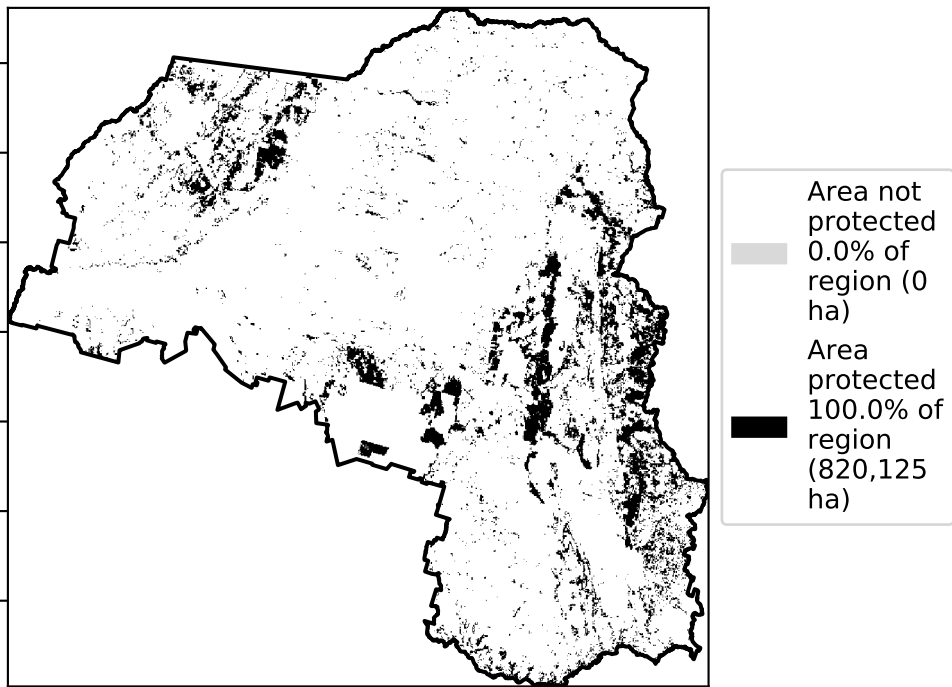 Area not
protected
0.0% of
region (0
ha)
Area
protected
100.0% of
region
(820,125
ha)